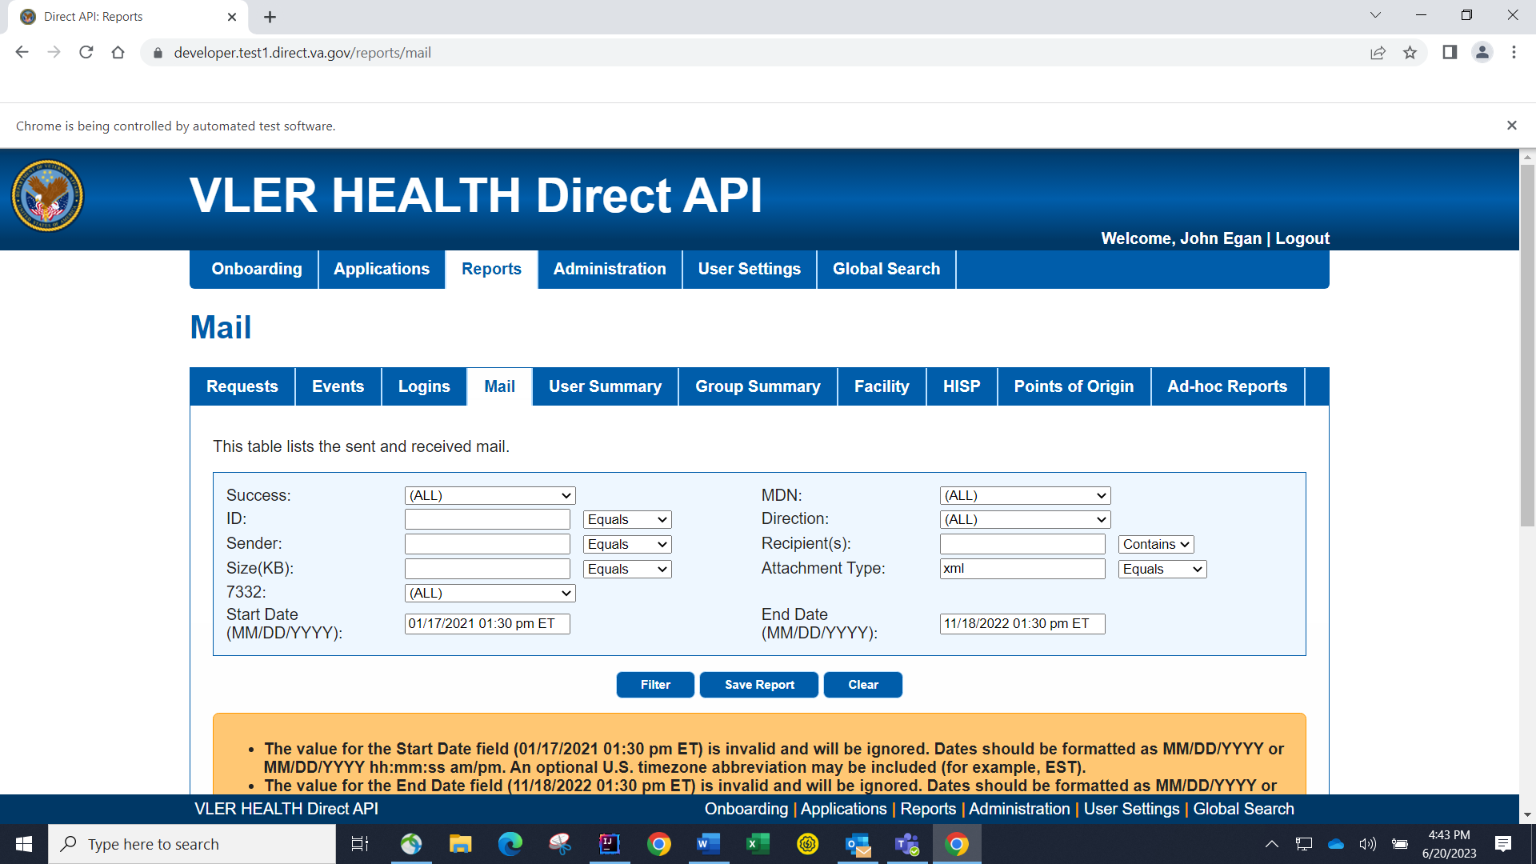 Direct API: Reports
developer.test1.direct.va.gov/reports/mail
Chrome is being controlled by automated test software.
VLER HEALTH Direct API
Welcome, John Egan | Logout
Onboarding Applications Reports Administration User Settings Global Search
Mail
Requests Events Logins Mail User Summary Group Summary Facility HISP Points of Origin Ad-hoc Reports
This table lists the sent and received mail.
Success: (ALL) MDN: (ALL)
ID: Equals Direction: (ALL)
Sender: Equals Recipient(s): Contains
Size(KB): Equals Attachment Type: xml Equals
7332: (ALL)
Start Date (MM/DD/YYYY): 01/17/2021 01:30 pm ET End Date (MM/DD/YYYY): 11/18/2022 01:30 pm ET
Filter Save Report Clear
• The value for the Start Date field (01/17/2021 01:30 pm ET) is invalid and will be ignored. Dates should be formatted as MM/DD/YYYY or
MM/DD/YYYY hh:mm:ss am/pm. An optional U.S. timezone abbreviation may be included (for example, EST).
• The value for the End Date field (11/18/2022 01:30 pm ET) is invalid and will be ignored. Dates should be formatted as MM/DD/YYYY or
VLER HEALTH Direct API Onboarding | Applications | Reports | Administration | User Settings | Global Search
Type here to search
4:43 PM
6/20/2023